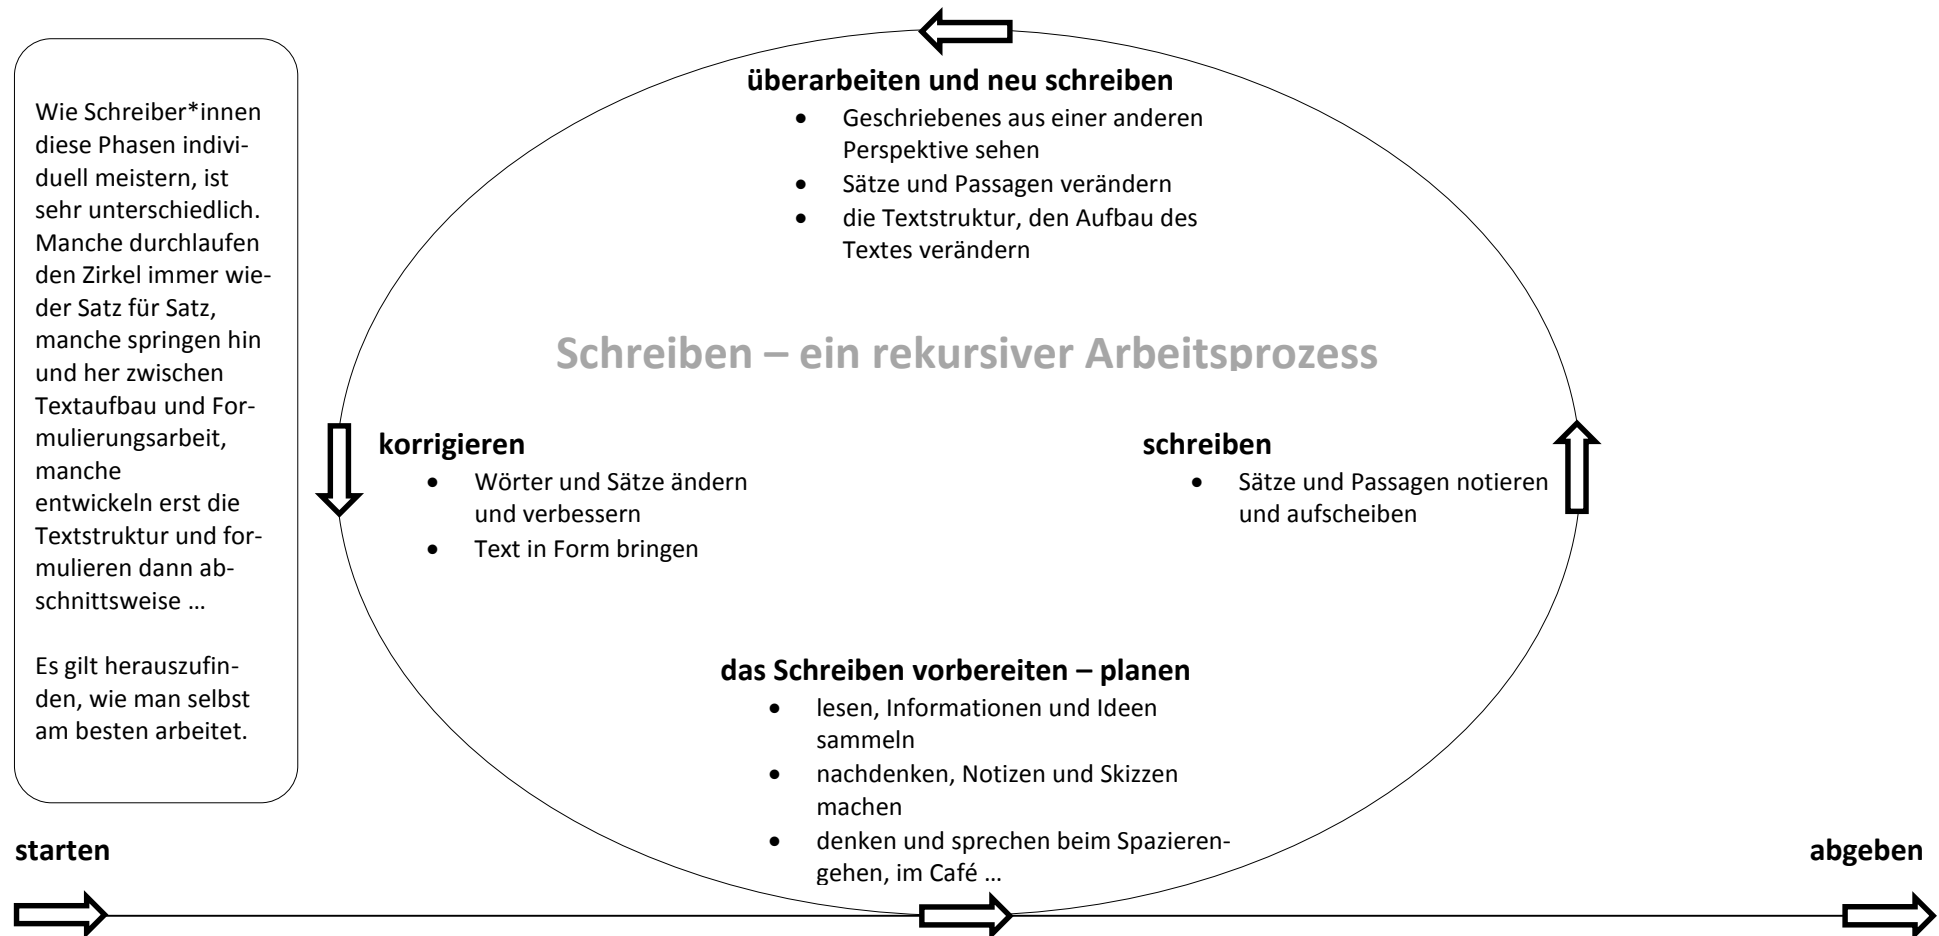 Wie Schreiber*innen
diese Phasen indivi-
duell meistern, ist
sehr unterschiedlich.
Manche durchlaufen
den Zirkel immer wie-
der Satz für Satz,
manche springen hin
und her zwischen
Textaufbau und For-
mulierungsarbeit,
manche
entwickeln erst die
Textstruktur und for-
mulieren dann ab-
schnittsweise …
Es gilt herauszufin-
den, wie man selbst
am besten arbeitet.
überarbeiten und neu schreiben
• Geschriebenes aus einer anderen
Perspektive sehen
• Sätze und Passagen verändern
• die Textstruktur, den Aufbau des
Textes verändern
Schreiben – ein rekursiver Arbeitsprozess
korrigieren
• Wörter und Sätze ändern
und verbessern
• Text in Form bringen
schreiben
• Sätze und Passagen notieren
und aufscheiben
das Schreiben vorbereiten – planen
• lesen, Informationen und Ideen
sammeln
• nachdenken, Notizen und Skizzen
machen
• denken und sprechen beim Spazieren-
gehen, im Café …
starten
abgeben